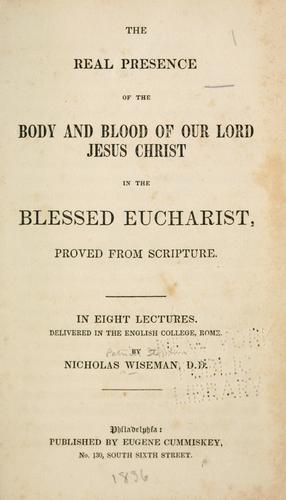 THE
REAL PRESENCE
OF THE
BODY AND BLOOD OF OUR LORD
JESUS CHRIST
IN THE
BLESSED EUCHARIST,
PROVED FROM SCRIPTURE.
IN EIGHT LECTURES.
DELIVERED IN THE ENGLISH COLLEGE, ROME.
BY
NICHOLAS WISEMAN, D.D.
Philadelphia:
PUBLISHED BY EUGENE CUMMISKEY,
No. 130, SOUTH SIXTH STREET.
1836